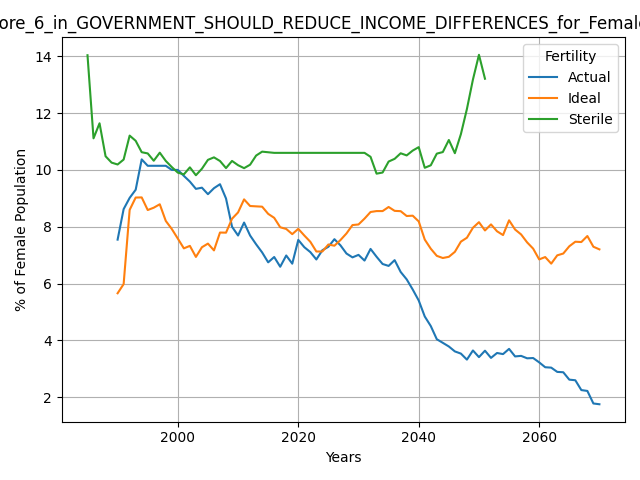 ore_6_in_GOVERNMENT_SHOULD_REDUCE_INCOME_DIFFERENCES_for_Female
Fertility
Actual
Ideal
Sterile
% of Female Population
14
12
10
8
6
4
2
2000 2020 2040 2060
Years